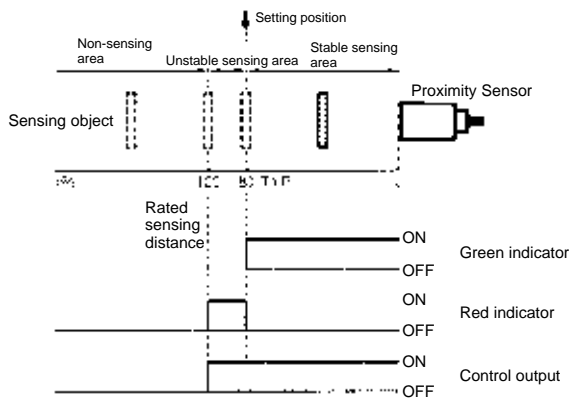 Setting position
Non-sensing area
Unstable sensing area
Stable sensing area
Proximity Sensor
Sensing object
Rated sensing distance
ON
OFF
Green indicator
ON
OFF
Red indicator
ON
OFF
Control output